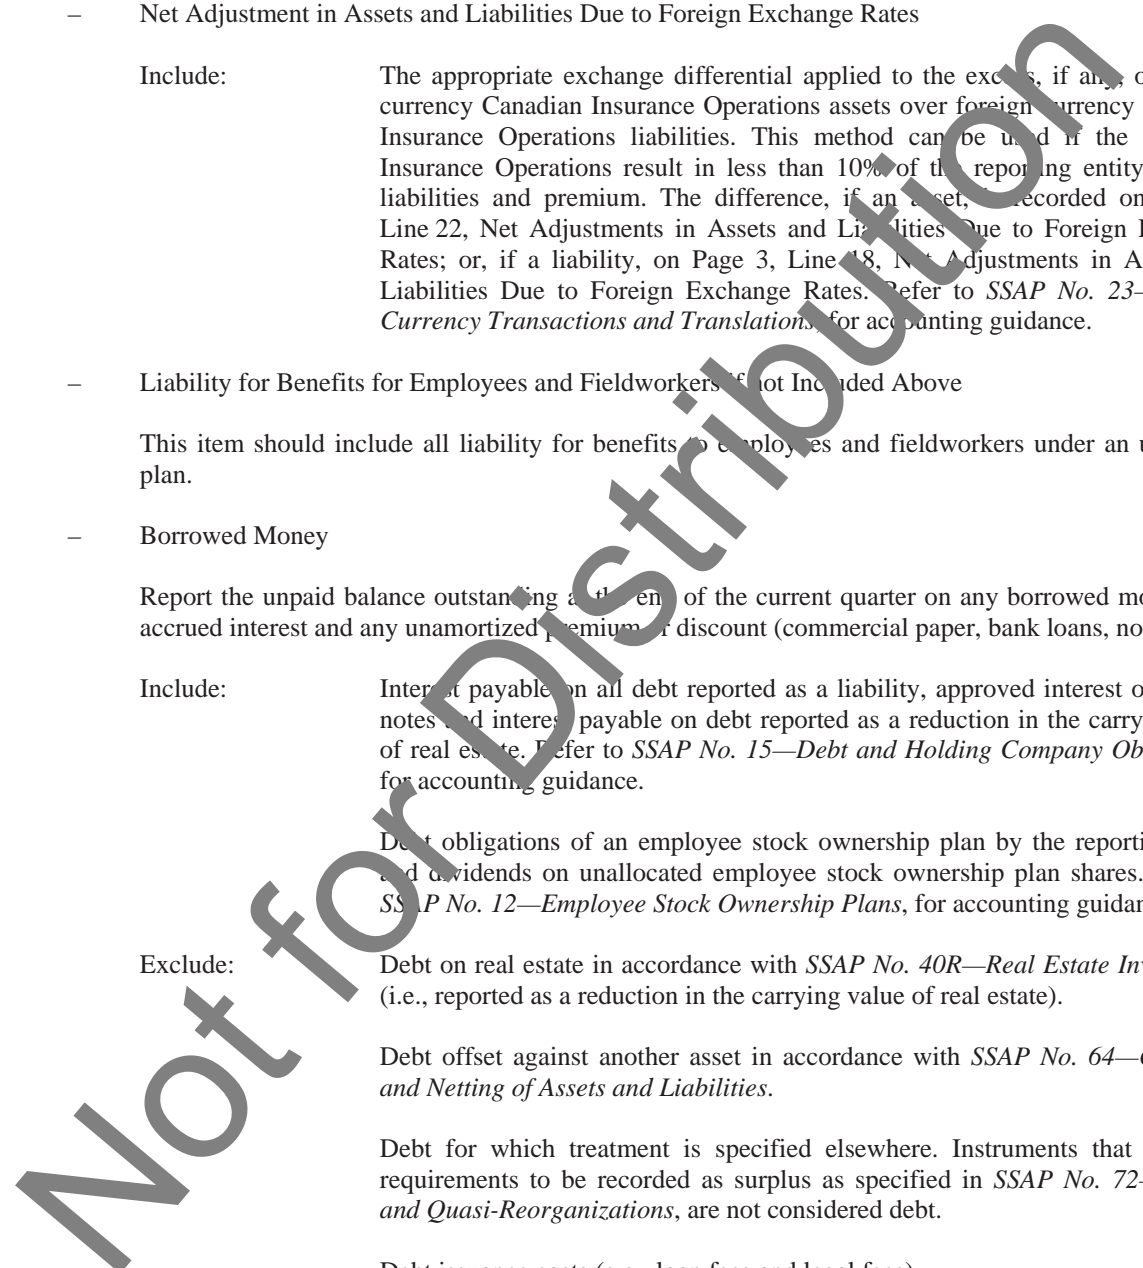 – Net Adjustment in Assets and Liabilities Due to Foreign Exchange Rates
Include: The appropriate exchange differential applied to the if
currency Canadian Insurance Operations assets over foreign currency
Insurance Operations liabilities. This method can be used if the
Insurance Operations result in less than 10% of the reporting entity
liabilities and premium. The difference, if an asset, recorded on
Line 22, Net Adjustments in Assets and Liabilities Due to Foreign
Rates; or, if a liability, on Page 3, Line 18, Net Adjustments in A
Liabilities Due to Foreign Exchange Rates. Refer to SSAP No. 23–
Currency Transactions and Translations, for accounting guidance.
– Liability for Benefits for Employees and Fieldworkers if not Included Above
This item should include all liability for benefits to employees and fieldworkers under an u
plan.
– Borrowed Money
Report the unpaid balance outstanding at the end of the current quarter on any borrowed mo
accrued interest and any unamortized premium or discount (commercial paper, bank loans, no
Include: Interest payable on all debt reported as a liability, approved interest o
notes and interest payable on debt reported as a reduction in the carry
of real estate. Refer to SSAP No. 15—Debt and Holding Company Ob
for accounting guidance.
Debt obligations of an employee stock ownership plan by the reporti
and dividends on unallocated employee stock ownership plan shares.
SSAP No. 12—Employee Stock Ownership Plans, for accounting guidan
Exclude: Debt on real estate in accordance with SSAP No. 40R—Real Estate Inv
(i.e., reported as a reduction in the carrying value of real estate).
Debt offset against another asset in accordance with SSAP No. 64—
and Netting of Assets and Liabilities.
Debt for which treatment is specified elsewhere. Instruments that
requirements to be recorded as surplus as specified in SSAP No. 72–
and Quasi-Reorganizations, are not considered debt.
Not for Distribution